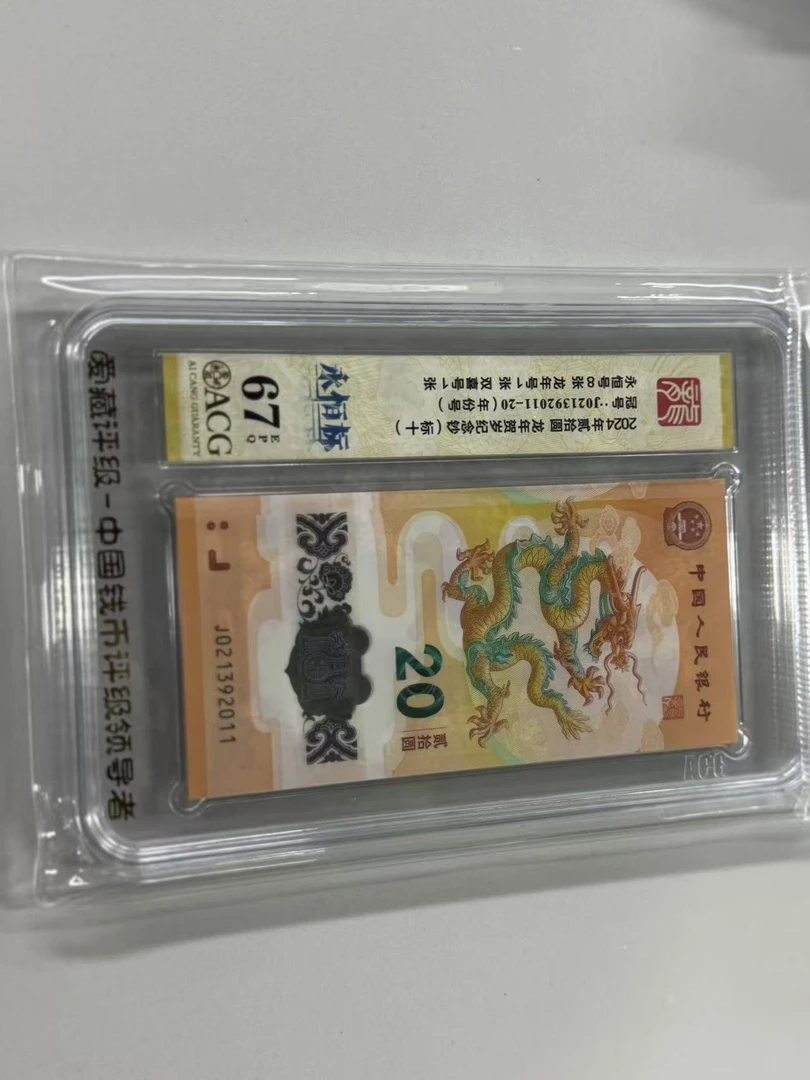 爱藏评级-中国钱币评级领导者
2024年贰拾圆 龙年贺岁纪念钞(标十)
冠号:J021392011-20(年份号)
永恒号8张 龙年号1张 双喜号1张
永恒标
67
EPQ
ACG
AI CANG GUARANTY
中国人民银行
20
贰拾圆
J021392011
ACG